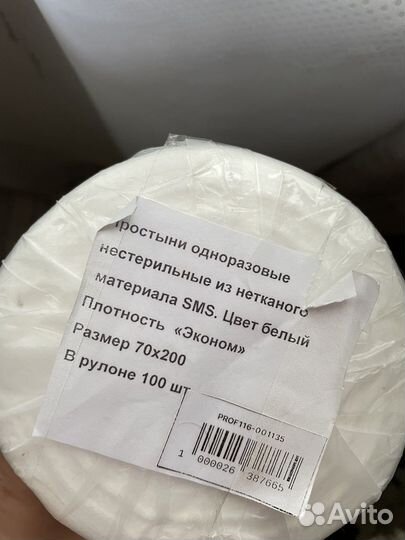 Простыни одноразовые
нестерильные из нетканого
материала SMS. Цвет белый
Плотность «Эконом»
Размер 70х200
В рулоне 100 шт
PROF116-001135
1 000026 387665
Avito